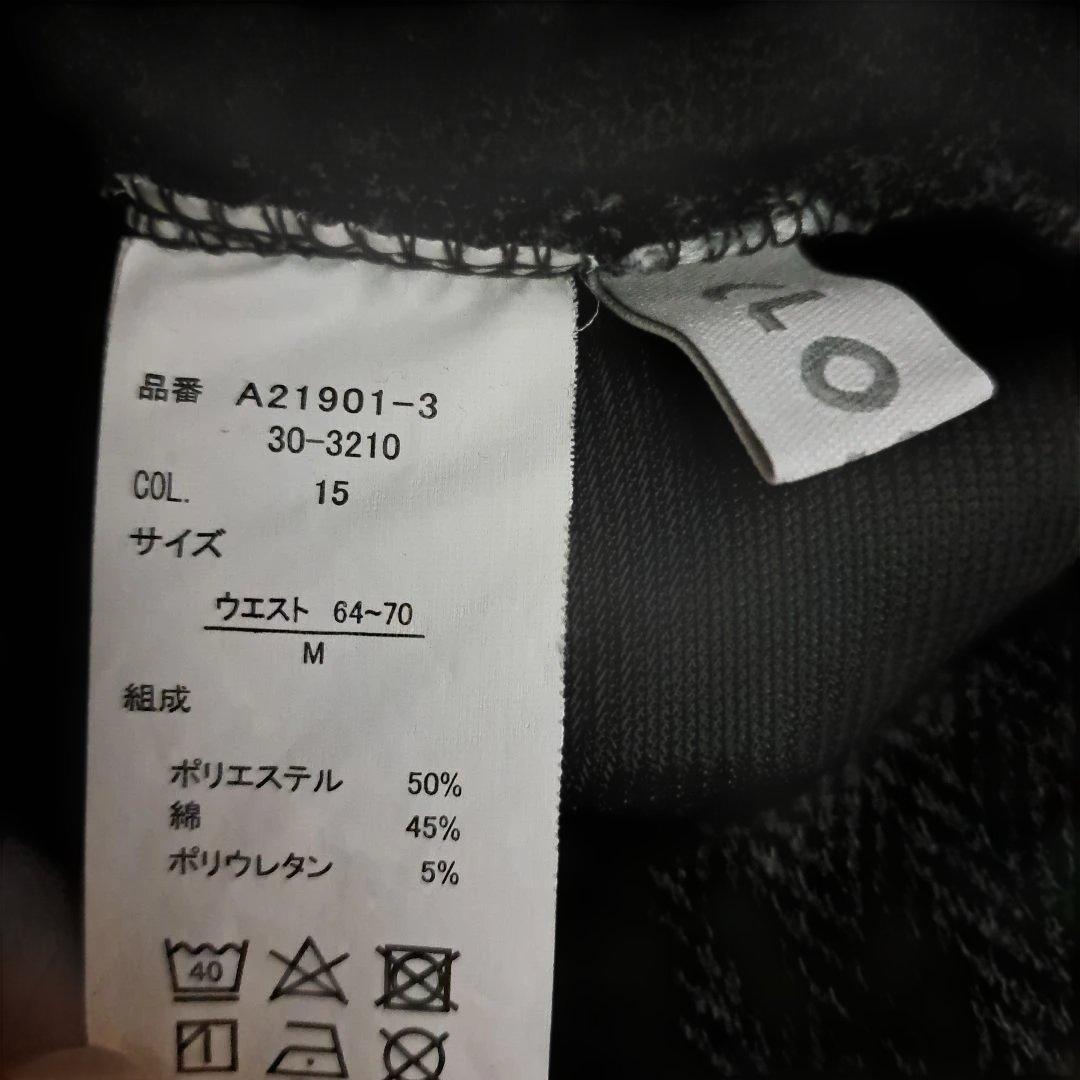 品番 A21901-3
30-3210
COL. 15
サイズ
ウエスト 64~70
M
組成
ポリエステル 50%
綿 45%
ポリウレタン 5%
40
LO